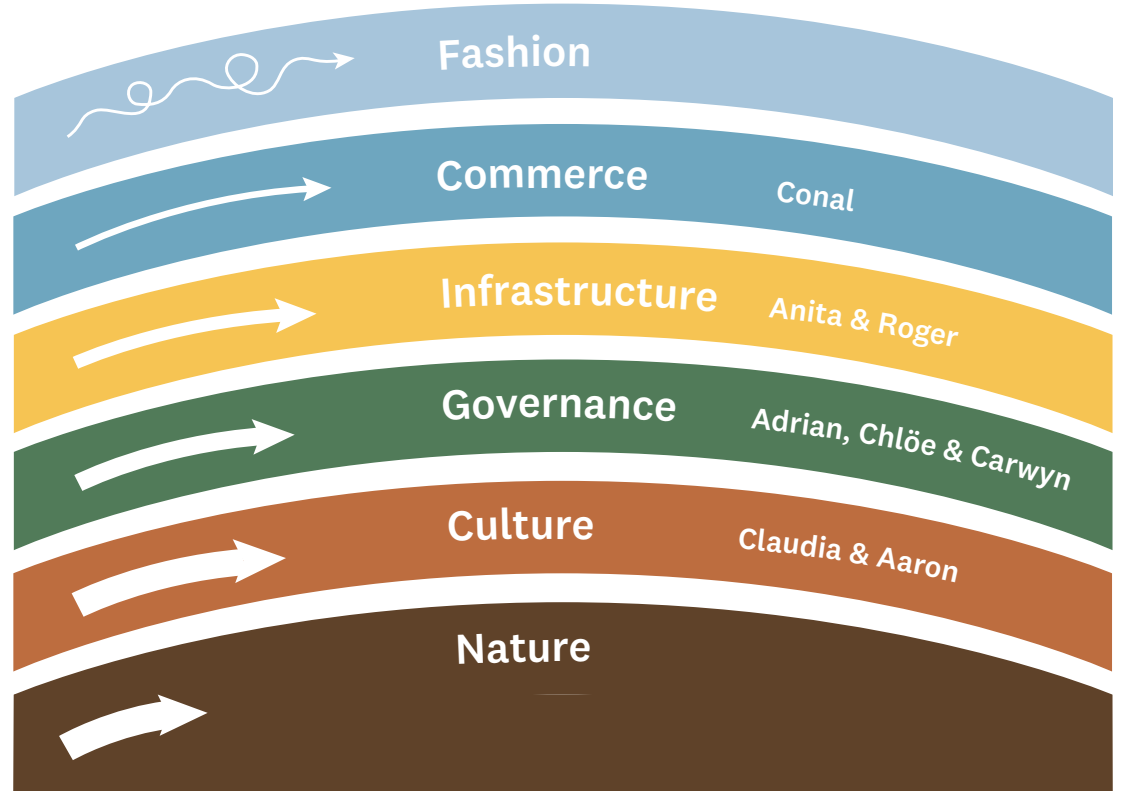 Fashion
Commerce Conal
Infrastructure Anita & Roger
Governance Adrian, Chlöe & Carwyn
Culture Claudia & Aaron
Nature